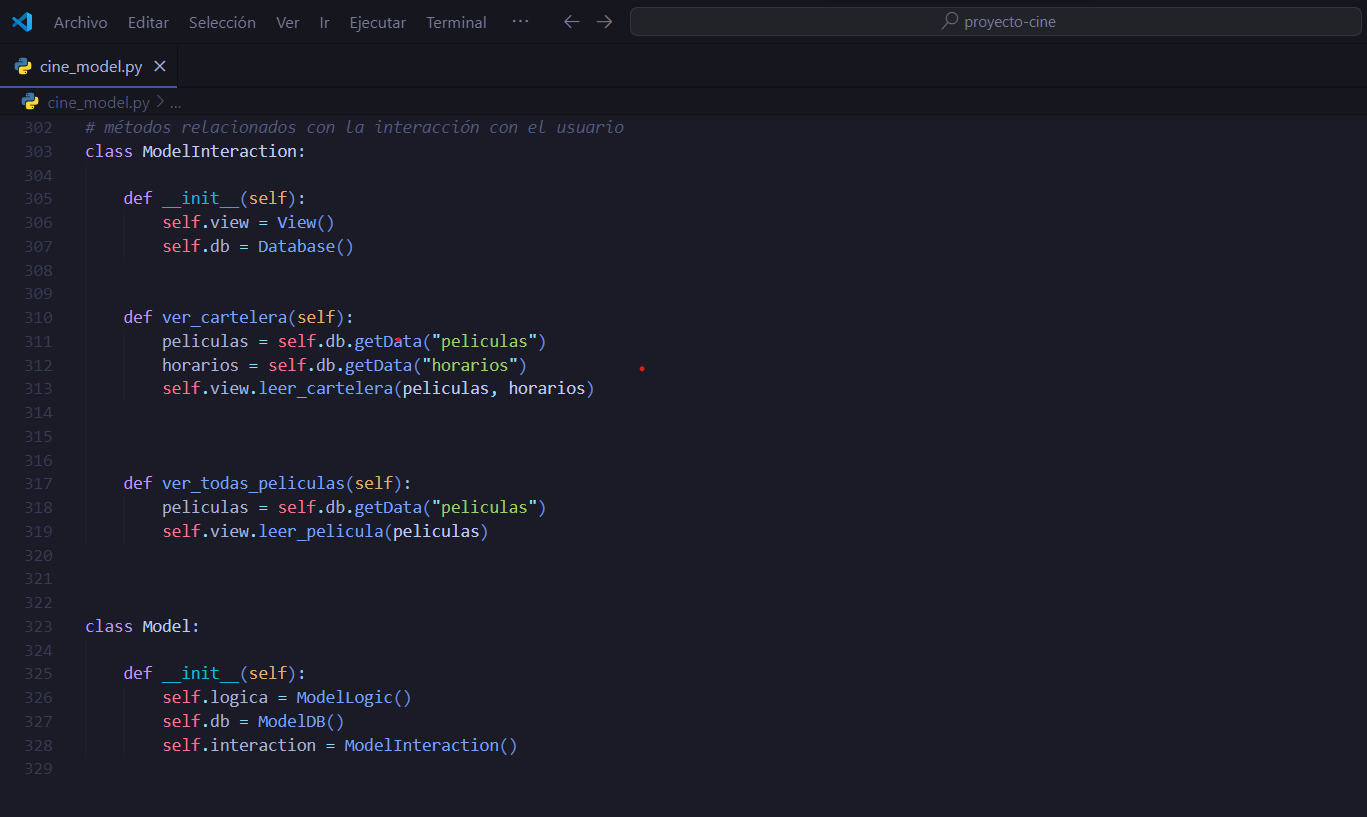 Archivo Editar Selección Ver Ir Ejecutar Terminal ··· proyecto-cine
cine_model.py
cine_model.py > ...
302 # métodos relacionados con la interacción con el usuario
303 class ModelInteraction:
304
305     def __init__(self):
306         self.view = View()
307         self.db = Database()
308
309
310     def ver_cartelera(self):
311         peliculas = self.db.getData("peliculas")
312         horarios = self.db.getData("horarios")
313         self.view.leer_cartelera(peliculas, horarios)
314
315
316
317     def ver_todas_peliculas(self):
318         peliculas = self.db.getData("peliculas")
319         self.view.leer_pelicula(peliculas)
320
321
322
323 class Model:
324
325     def __init__(self):
326         self.logica = ModelLogic()
327         self.db = ModelDB()
328         self.interaction = ModelInteraction()
329